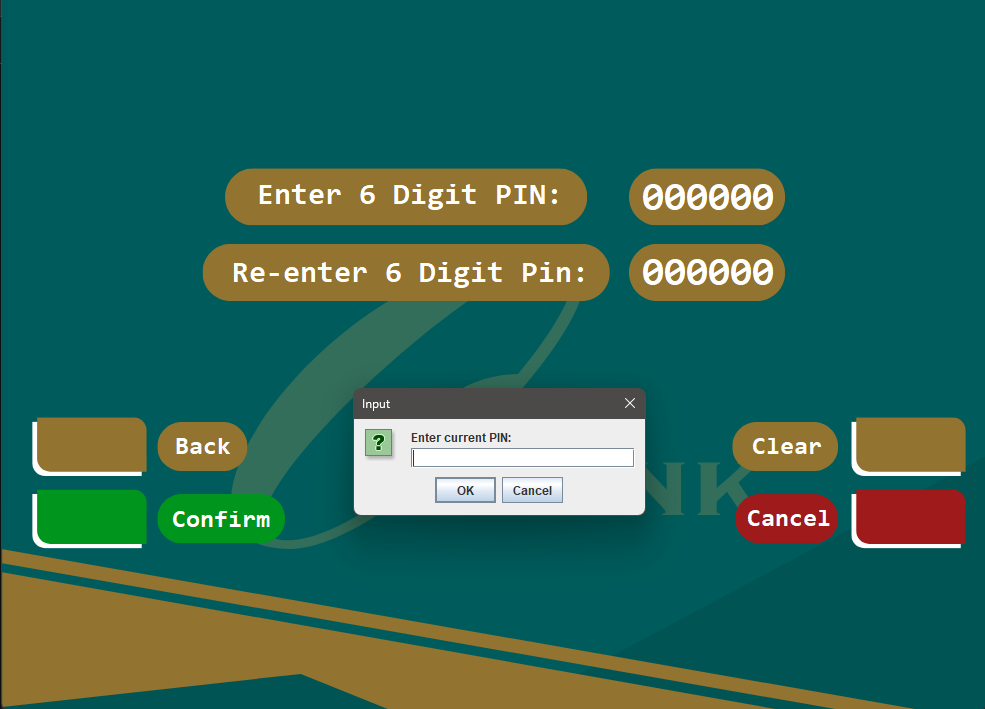 Enter 6 Digit PIN: 000000
Re-enter 6 Digit Pin: 000000
Input
Enter current PIN:
OK Cancel
Back
Clear
Confirm
Cancel
NK